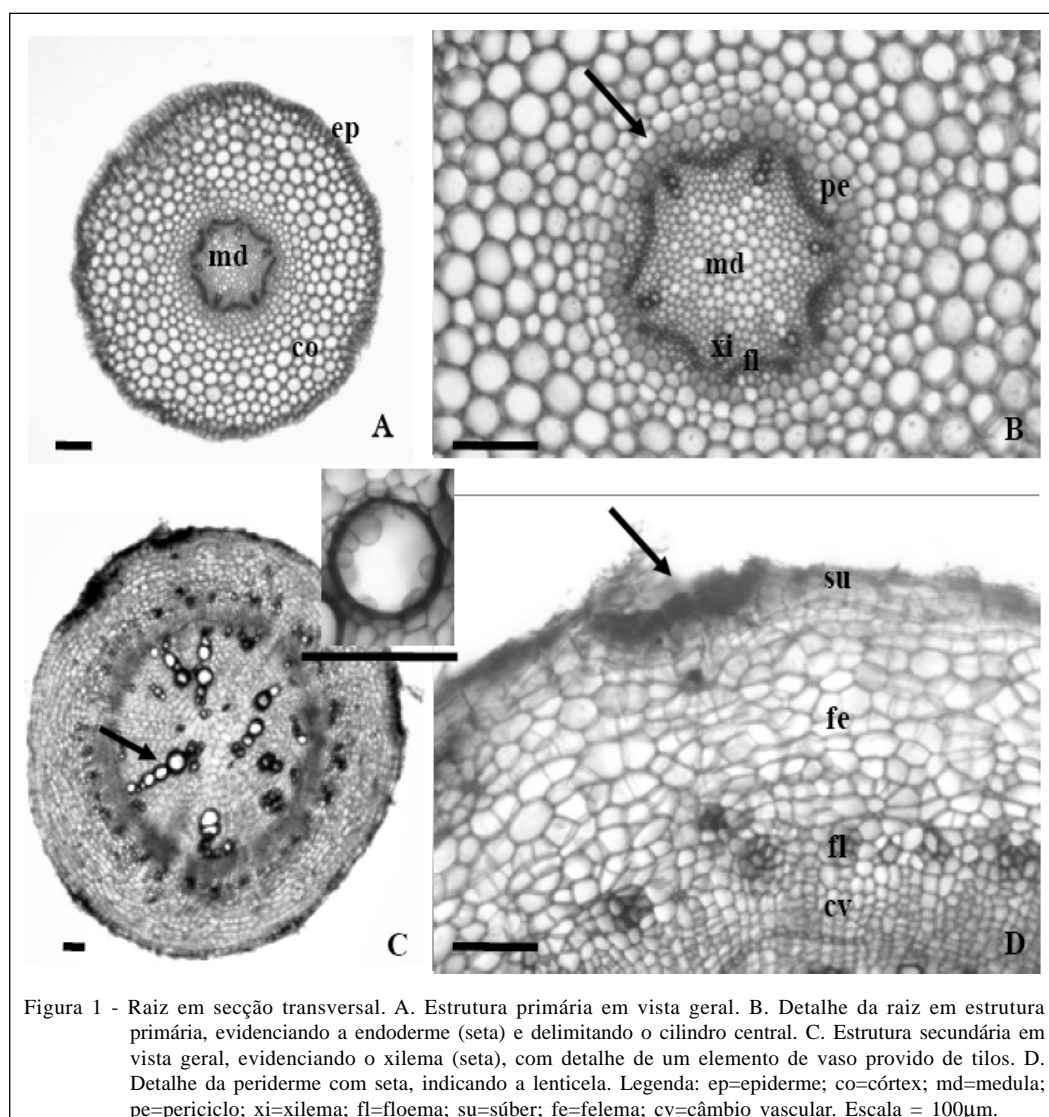 ep
md
co
A
pe
md
xi
fl
B
C
su
fe
fl
cv
D
Figura 1 - Raiz em secção transversal. A. Estrutura primária em vista geral. B. Detalhe da raiz em estrutura
primária, evidenciando a endoderme (seta) e delimitando o cilindro central. C. Estrutura secundária em
vista geral, evidenciando o xilema (seta), com detalhe de um elemento de vaso provido de tilos. D.
Detalhe da periderme com seta, indicando a lenticela. Legenda: ep=epiderme; co=córtex; md=medula;
pe=periciclo; xi=xilema; fl=floema; su=súber; fe=felema; cv=câmbio vascular. Escala = 100µm.